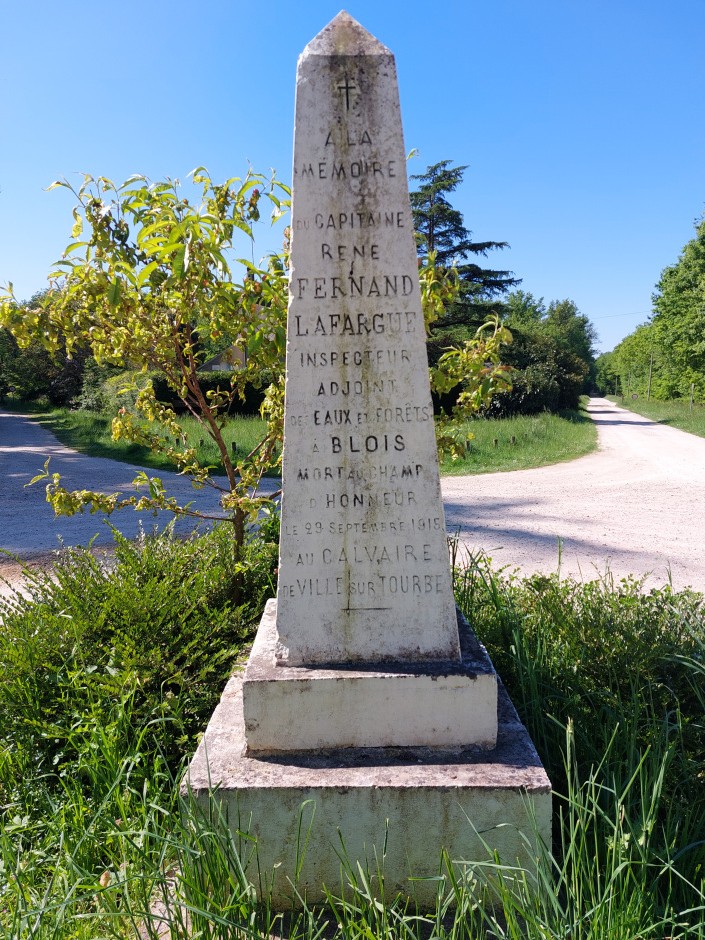 A LA
MÉMOIRE
DU CAPITAINE
RENÉ
FERNAND
LAFARGUE
INSPECTEUR
ADJOINT
DES EAUX ET FORÊTS
À BLOIS
MORT AU CHAMP
D'HONNEUR
LE 29 SEPTEMBRE 1915
AU CALVAIRE
DE VILLE SUR TOURBE